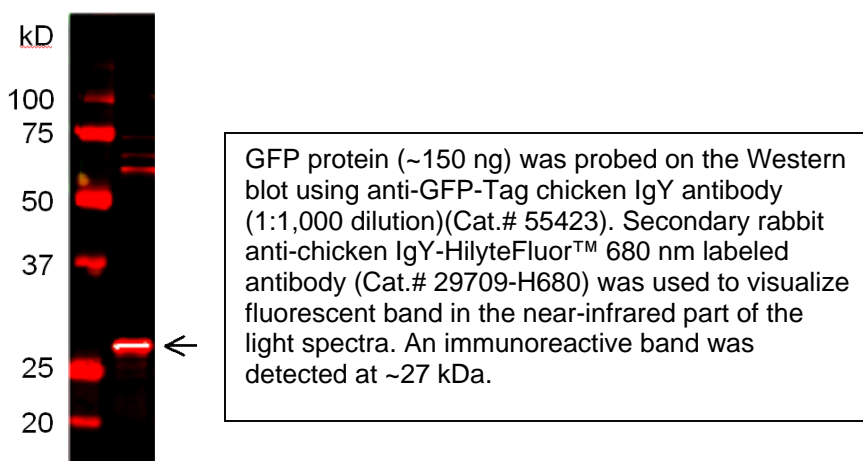 kD
100
75
50
37
25
20
GFP protein (~150 ng) was probed on the Western
blot using anti-GFP-Tag chicken IgY antibody
(1:1,000 dilution)(Cat.# 55423). Secondary rabbit
anti-chicken IgY-HilyteFluor™ 680 nm labeled
antibody (Cat.# 29709-H680) was used to visualize
fluorescent band in the near-infrared part of the
light spectra. An immunoreactive band was
detected at ~27 kDa.